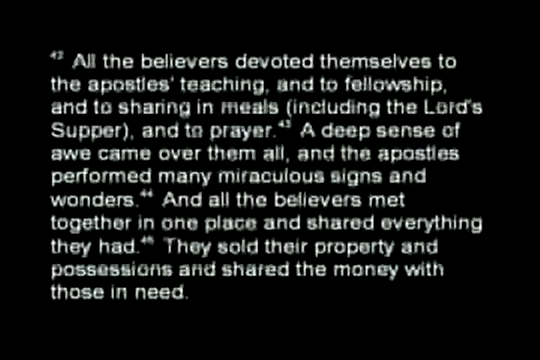 ⁴² All the believers devoted themselves to
the apostles' teaching, and to fellowship,
and to sharing in meals (including the Lord's
Supper), and to prayer.⁴³ A deep sense of
awe came over them all, and the apostles
performed many miraculous signs and
wonders.⁴⁴ And all the believers met
together in one place and shared everything
they had.⁴⁵ They sold their property and
possessions and shared the money with
those in need.